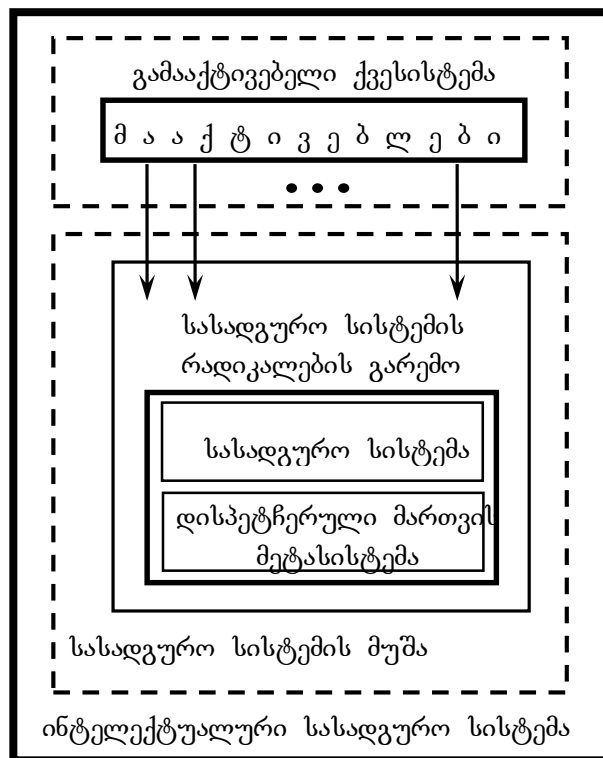 გამააქტივებელი ქვესისტემა
მ ა ა ქ ტ ი ვ ე ბ ლ ე ბ ი
• • •
სასადგურო სისტემის
რადიკალების გარემო
სასადგურო სისტემა
დისპეტჩერული მართვის
მეტასისტემა
სასადგურო სისტემის მუშა
ინტელექტუალური სასადგურო სისტემა